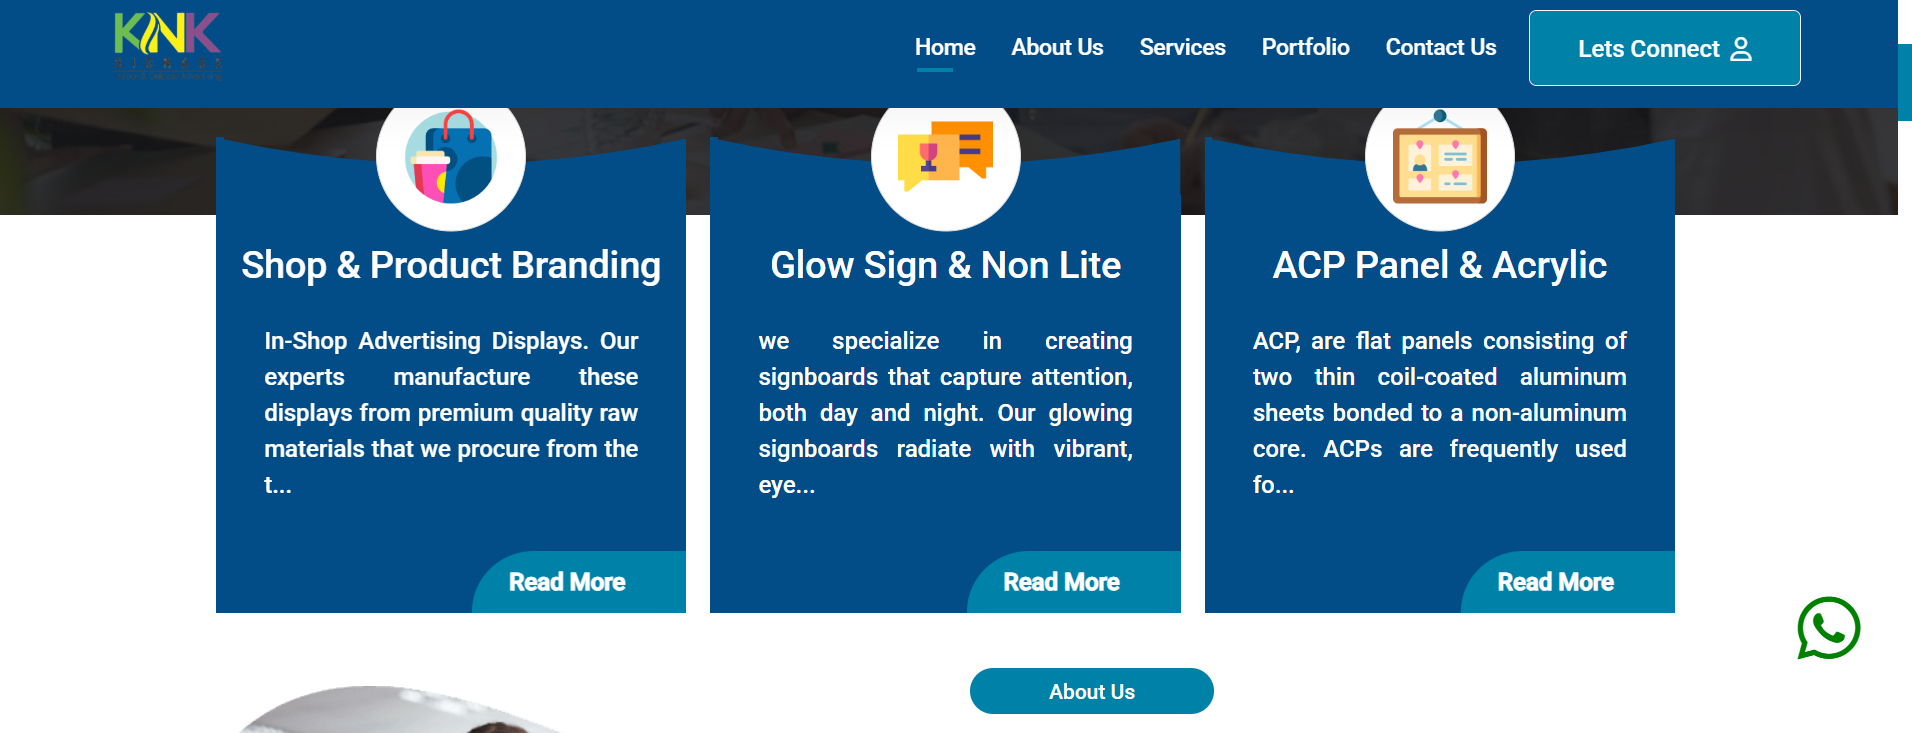 KNK
SIGNAGE
Home
About Us
Services
Portfolio
Contact Us
Lets Connect
Shop & Product Branding
In-Shop Advertising Displays. Our
experts manufacture these
displays from premium quality raw
materials that we procure from the
t...
Read More
Glow Sign & Non Lite
we specialize in creating
signboards that capture attention,
both day and night. Our glowing
signboards radiate with vibrant,
eye...
Read More
ACP Panel & Acrylic
ACP, are flat panels consisting of
two thin coil-coated aluminum
sheets bonded to a non-aluminum
core. ACPs are frequently used
fo...
Read More
About Us